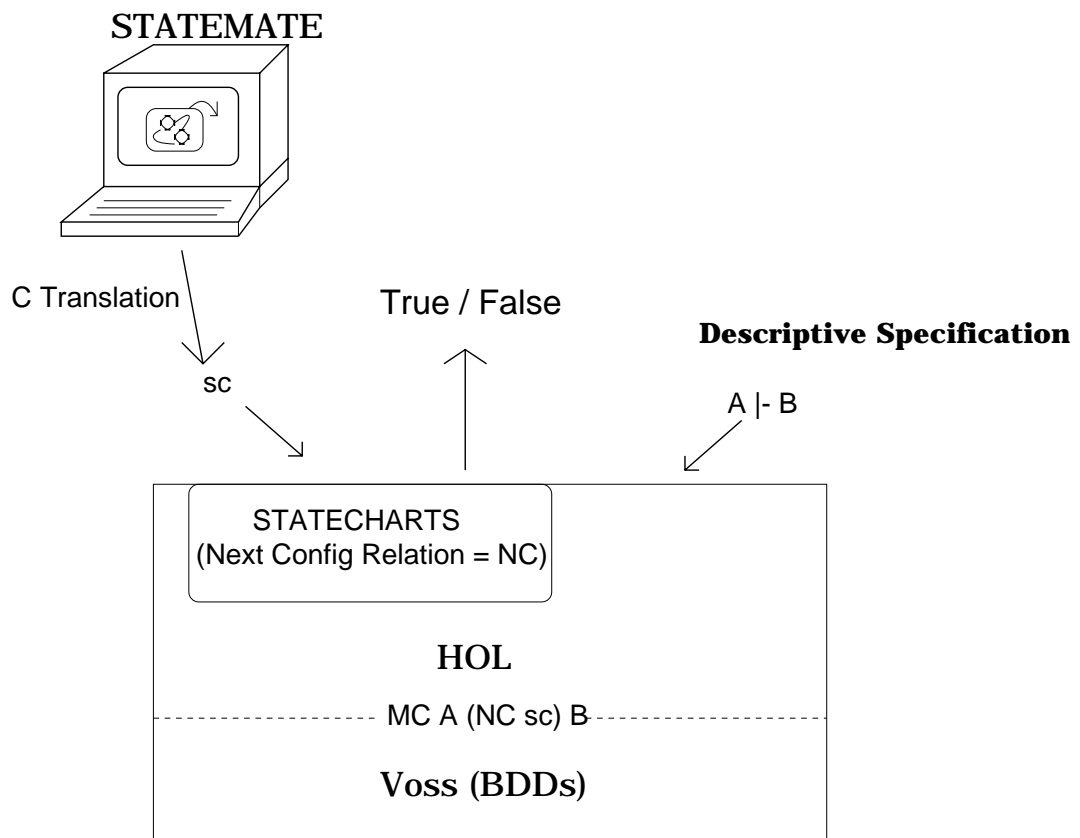 STATEMATE
C Translation
True / False
Descriptive Specification
sc
A |- B
STATECHARTS
(Next Config Relation = NC)
HOL
MC A (NC sc) B
Voss (BDDs)